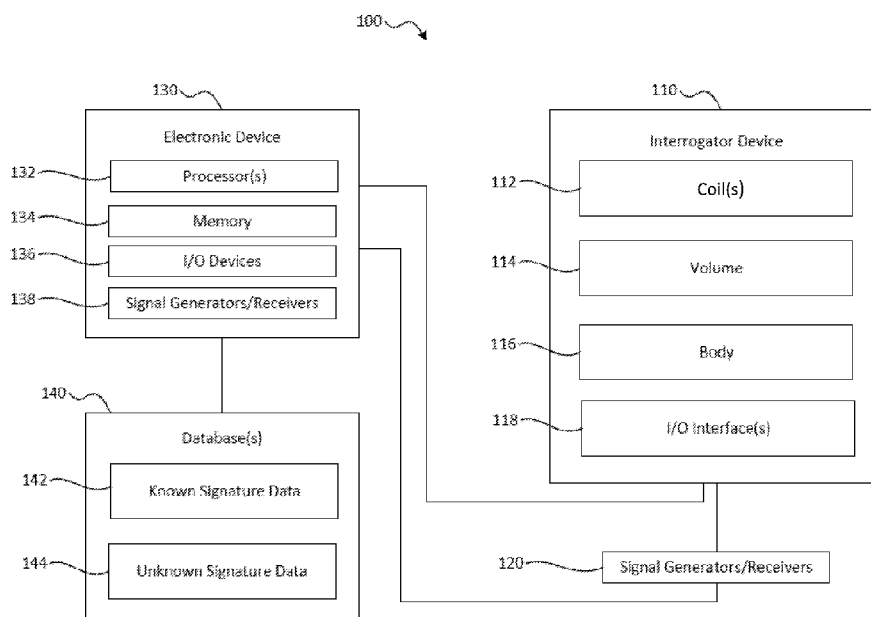 100
130
Electronic Device
132
Processor(s)
134
Memory
136
I/O Devices
138
Signal Generators/Receivers
140
Database(s)
142
Known Signature Data
144
Unknown Signature Data
110
Interrogator Device
112
Coil(s)
114
Volume
116
Body
118
I/O Interface(s)
120
Signal Generators/Receivers